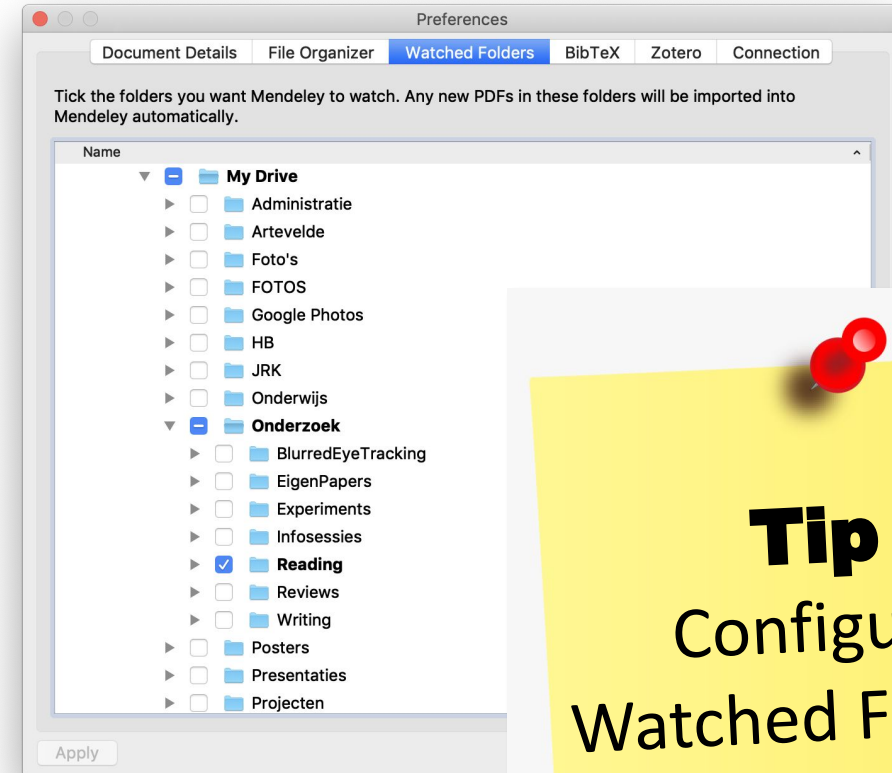 Preferences
Document Details File Organizer Watched Folders BibTeX Zotero Connection
Tick the folders you want Mendeley to watch. Any new PDFs in these folders will be imported into
Mendeley automatically.
Name
My Drive
Administratie
Artevelde
Foto's
FOTOS
Google Photos
HB
JRK
Onderwijs
Onderzoek
BlurredEyeTracking
EigenPapers
Experiments
Infosessies
Reading
Reviews
Writing
Posters
Presentaties
Projecten
Apply
Tip
Configu
Watched F